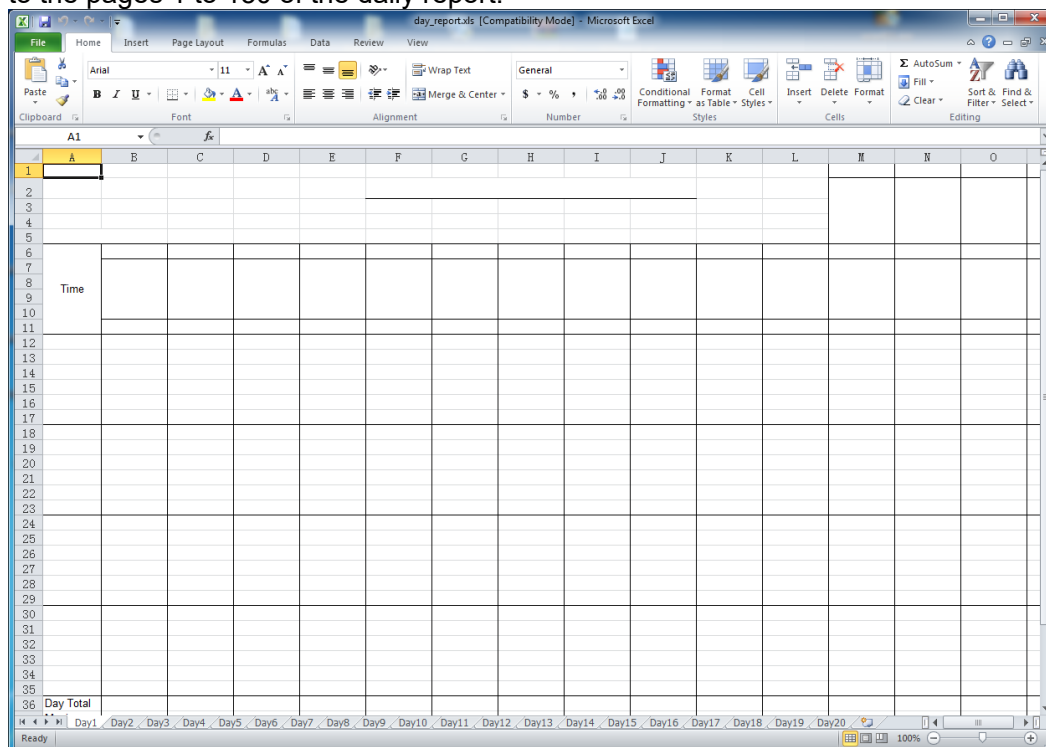 to the pages 1 to 100 of the daily report.
day_report.xls [Compatibility Mode] - Microsoft Excel
File Home Insert Page Layout Formulas Data Review View
Paste
Arial 11 A A
B I U A
Wrap Text
Merge & Center
General
$ % ,
Conditional Formatting
Format as Table
Cell Styles
Insert Delete Format
Σ AutoSum
Fill
Clear
Sort & Filter
Find & Select
Clipboard Font Alignment Number Styles Cells Editing
A1 fx
A B C D E F G H I J K L M N O
1
2
3
4
5
6
7
8
Time
9
10
11
12
13
14
15
16
17
18
19
20
21
22
23
24
25
26
27
28
29
30
31
32
33
34
35
36 Day Total
Day1 Day2 Day3 Day4 Day5 Day6 Day7 Day8 Day9 Day10 Day11 Day12 Day13 Day14 Day15 Day16 Day17 Day18 Day19 Day20
Ready 100%